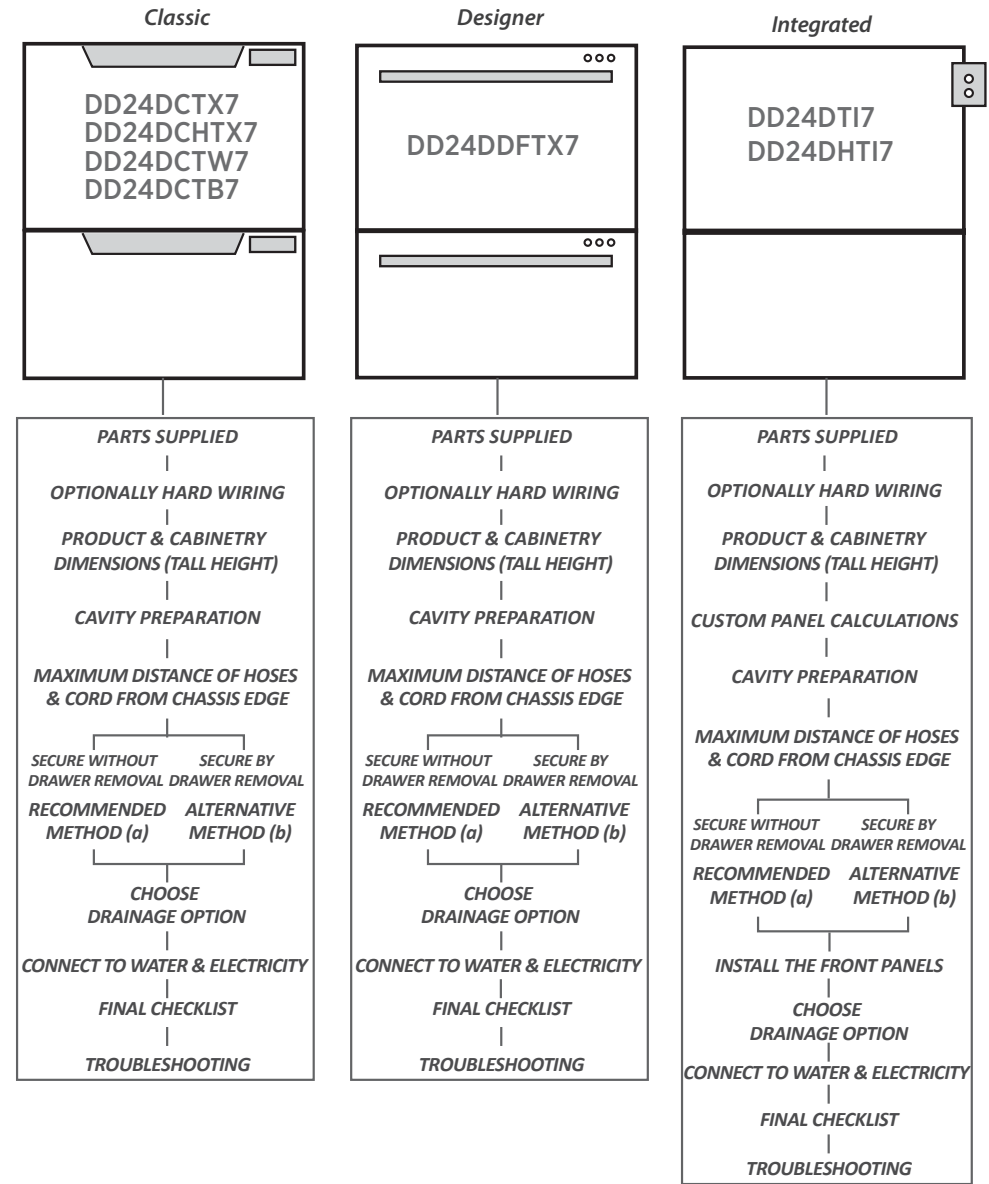 Classic
DD24DCTX7
DD24DCHTX7
DD24DCTW7
DD24DCTB7
PARTS SUPPLIED
OPTIONALLY HARD WIRING
PRODUCT & CABINETRY
DIMENSIONS (TALL HEIGHT)
CAVITY PREPARATION
MAXIMUM DISTANCE OF HOSES
& CORD FROM CHASSIS EDGE
SECURE WITHOUT
DRAWER REMOVAL
RECOMMENDED
METHOD (a)
SECURE BY
DRAWER REMOVAL
ALTERNATIVE
METHOD (b)
CHOOSE
DRAINAGE OPTION
CONNECT TO WATER & ELECTRICITY
FINAL CHECKLIST
TROUBLESHOOTING
Designer
DD24DDFTX7
PARTS SUPPLIED
OPTIONALLY HARD WIRING
PRODUCT & CABINETRY
DIMENSIONS (TALL HEIGHT)
CAVITY PREPARATION
MAXIMUM DISTANCE OF HOSES
& CORD FROM CHASSIS EDGE
SECURE WITHOUT
DRAWER REMOVAL
RECOMMENDED
METHOD (a)
SECURE BY
DRAWER REMOVAL
ALTERNATIVE
METHOD (b)
CHOOSE
DRAINAGE OPTION
CONNECT TO WATER & ELECTRICITY
FINAL CHECKLIST
TROUBLESHOOTING
Integrated
DD24DTI7
DD24DHTI7
PARTS SUPPLIED
OPTIONALLY HARD WIRING
PRODUCT & CABINETRY
DIMENSIONS (TALL HEIGHT)
CUSTOM PANEL CALCULATIONS
CAVITY PREPARATION
MAXIMUM DISTANCE OF HOSES
& CORD FROM CHASSIS EDGE
SECURE WITHOUT
DRAWER REMOVAL
RECOMMENDED
METHOD (a)
SECURE BY
DRAWER REMOVAL
ALTERNATIVE
METHOD (b)
INSTALL THE FRONT PANELS
CHOOSE
DRAINAGE OPTION
CONNECT TO WATER & ELECTRICITY
FINAL CHECKLIST
TROUBLESHOOTING